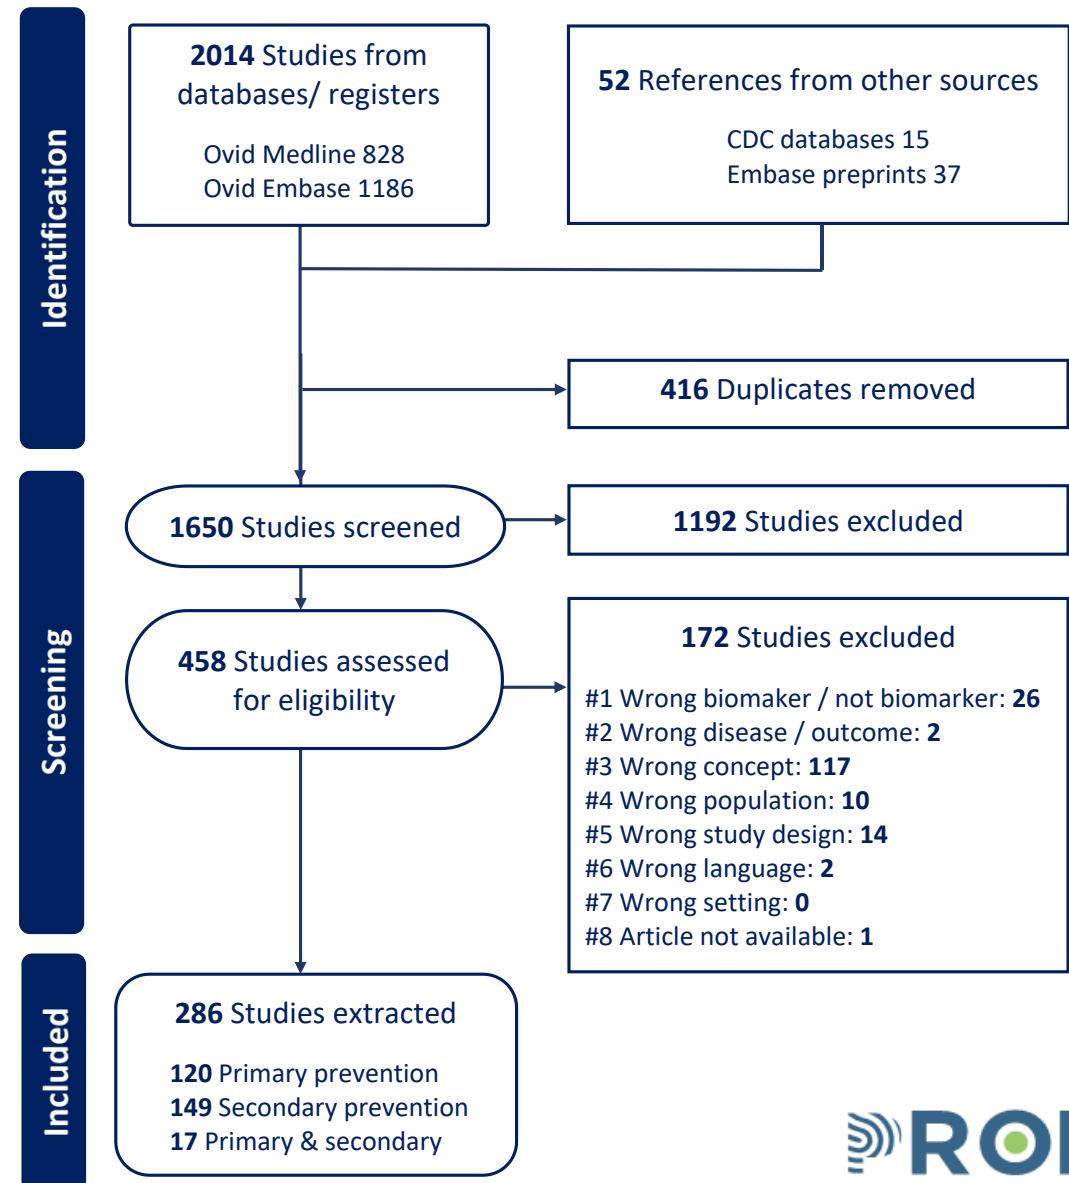 Identification
2014 Studies from
databases/ registers
Ovid Medline 828
Ovid Embase 1186
52 References from other sources
CDC databases 15
Embase preprints 37
416 Duplicates removed
Screening
1650 Studies screened
1192 Studies excluded
458 Studies assessed
for eligibility
172 Studies excluded
#1 Wrong biomaker / not biomarker: 26
#2 Wrong disease / outcome: 2
#3 Wrong concept: 117
#4 Wrong population: 10
#5 Wrong study design: 14
#6 Wrong language: 2
#7 Wrong setting: 0
#8 Article not available: 1
Included
286 Studies extracted
120 Primary prevention
149 Secondary prevention
17 Primary & secondary